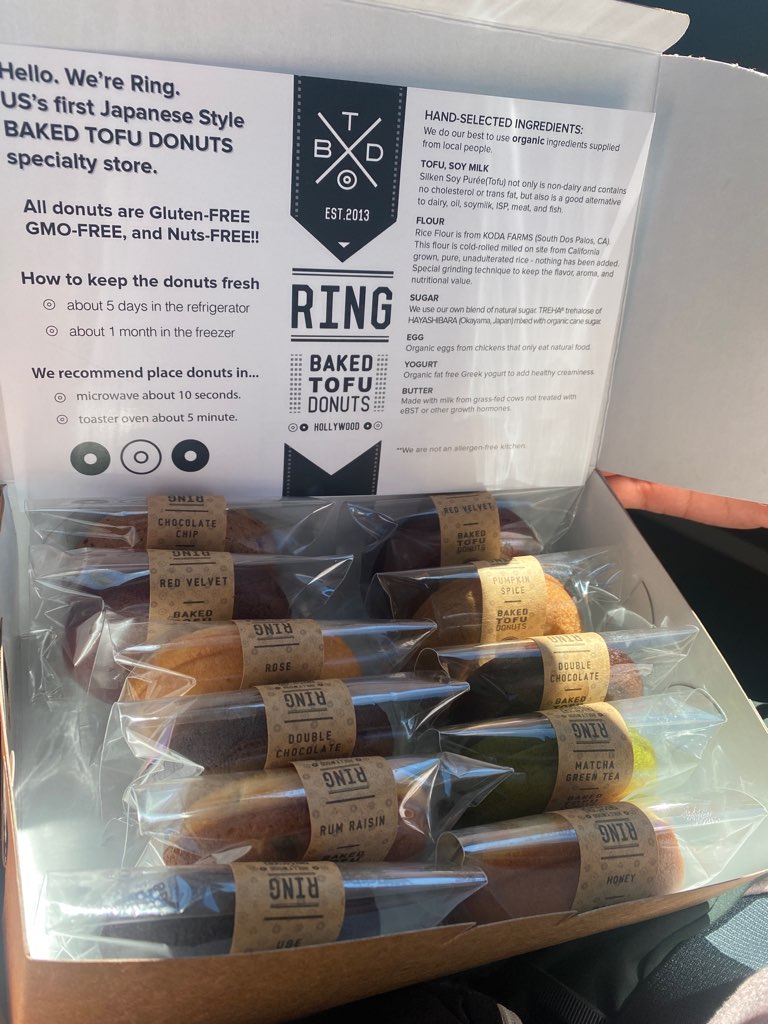 Hello. We're Ring.
US's first Japanese Style
BAKED TOFU DONUTS
specialty store.
All donuts are Gluten-FREE
GMO-FREE, and Nuts-FREE!!
How to keep the donuts fresh
about 5 days in the refrigerator
about 1 month in the freezer
We recommend place donuts in...
microwave about 10 seconds.
toaster oven about 5 minute.
T
B D
EST.2013
RING
BAKED
TOFU
DONUTS
HOLLYWOOD
HAND-SELECTED INGREDIENTS:
We do our best to use organic ingredients supplied
from local people.
TOFU, SOY MILK
Silken Soy Purée(Tofu) not only is non-dairy and contains
no cholesterol or trans fat, but also is a good alternative
to dairy, oil, soymilk, ISP, meat, and fish.
FLOUR
Rice Flour is from KODA FARMS (South Dos Palos, CA).
This flour is cold-rolled milled on site from California
grown, pure, unadulterated rice - nothing has been added.
Special grinding technique to keep the flavor, aroma, and
nutritional value.
SUGAR
We use our own blend of natural sugar. TREHA® trehalose of
HAYASHIBARA (Okayama, Japan) mixed with organic cane sugar.
EGG
Organic eggs from chickens that only eat natural food.
YOGURT
Organic fat free Greek yogurt to add healthy creaminess.
BUTTER
Made with milk from grass-fed cows not treated with
eBST or other growth hormones.
**We are not an allergen-free kitchen.
RING
CHOCOLATE
CHIP
RED VELVET
BAKED
TOFU
DONUTS
RING
RED VELVET
BAKED
TOFU
PUMPKIN
SPICE
BAKED
TOFU
DONUTS
RING
ROSE
RING
DOUBLE
CHOCOLATE
BAKED
RING
DOUBLE
CHOCOLATE
RING
MATCHA
GREEN TEA
RING
RUM RAISIN
BAKED
RING
HONEY
RING
UBE